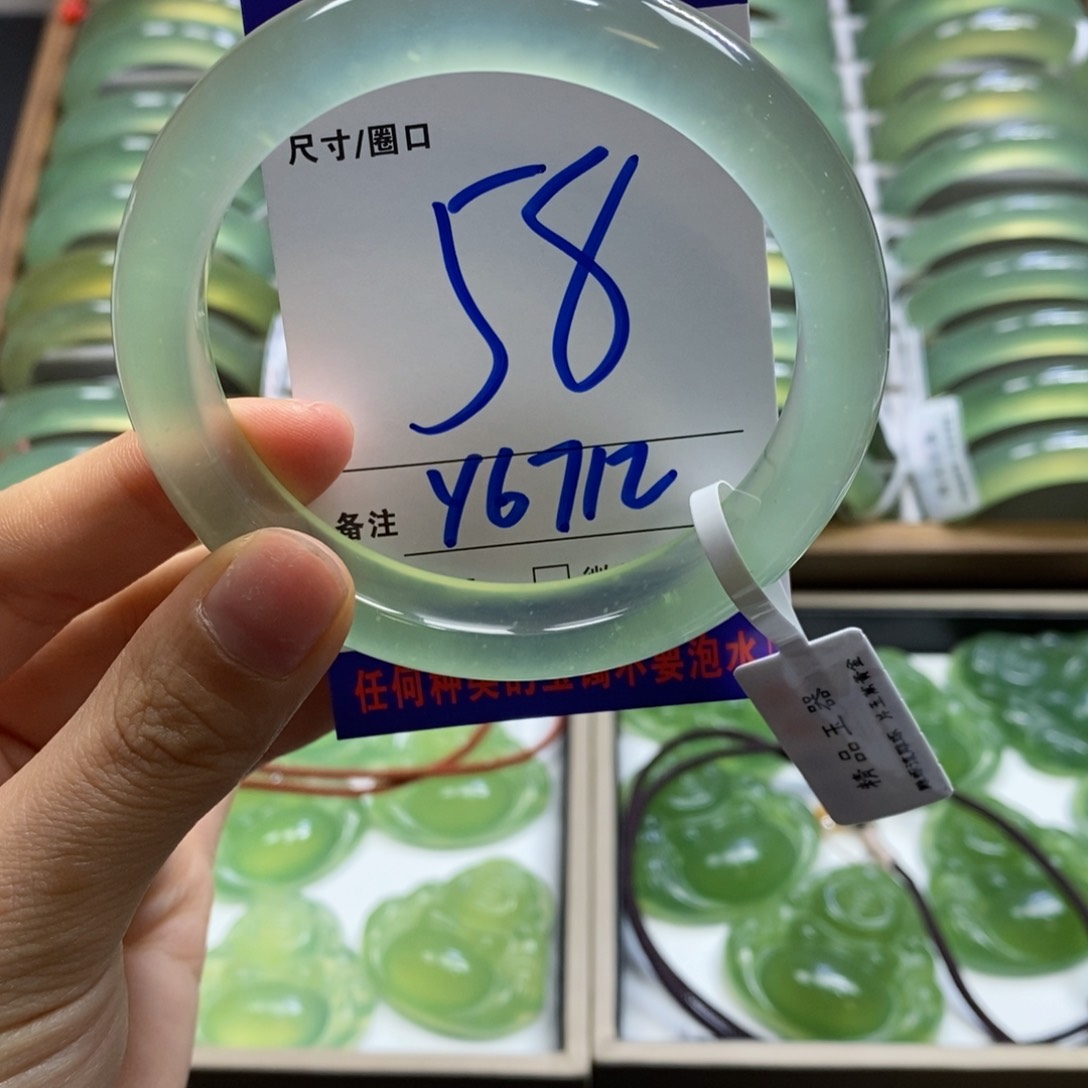 尺寸/圈口
58
备注 Y6712
任何种类的玉镯不要泡水
精品玉器